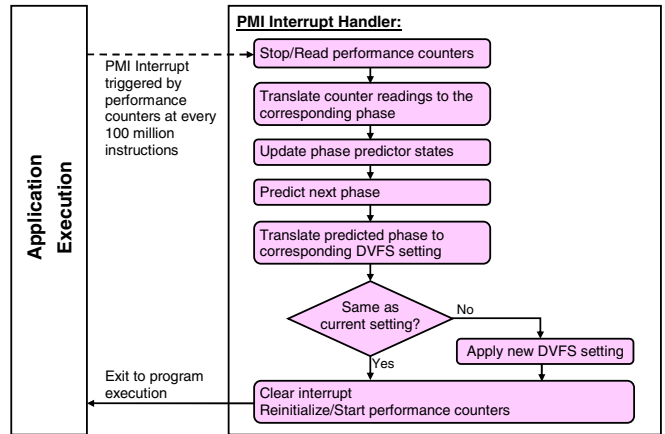 PMI Interrupt Handler:
Stop/Read performance counters
PMI Interrupt
triggered by
performance
counters at every
100 million
instructions
Translate counter readings to the
corresponding phase
Update phase predictor states
Predict next phase
Translate predicted phase to
corresponding DVFS setting
Application
Execution
Same as
current setting?
No
Apply new DVFS setting
Yes
Exit to program
execution
Clear interrupt
Reinitialize/Start performance counters